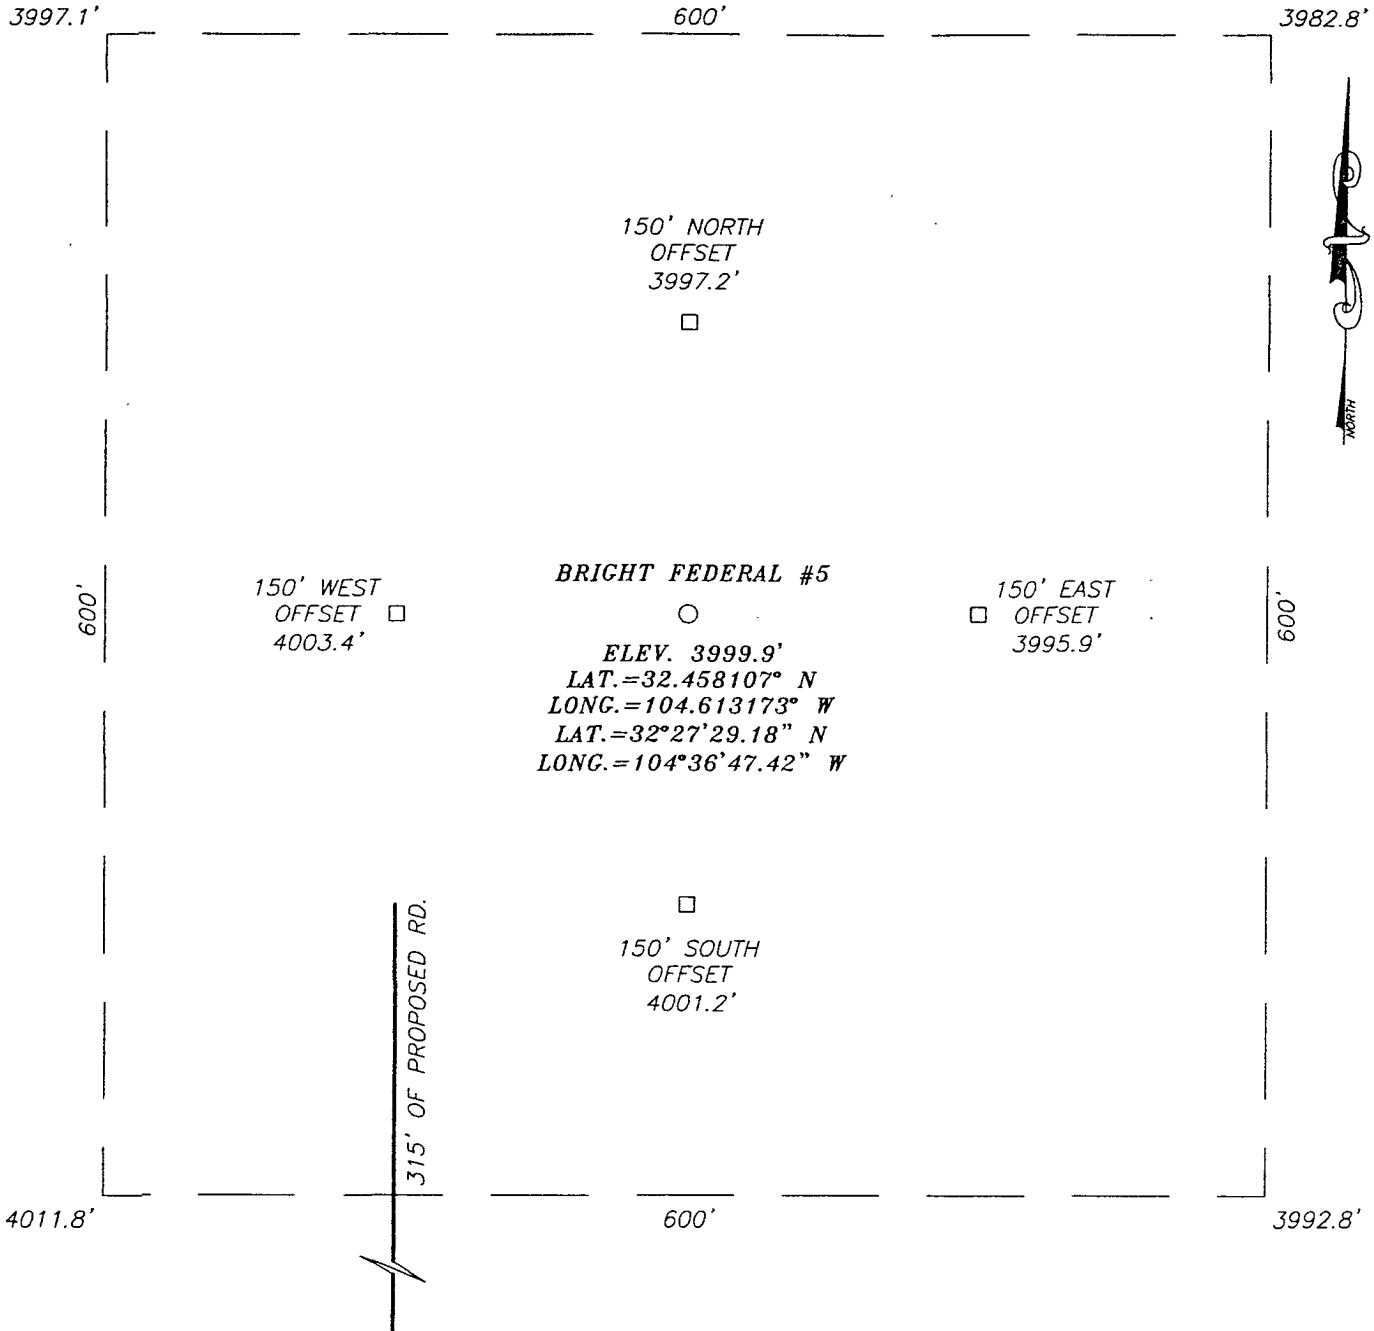 3997.1'
600'
3982.8'
NORTH
150' NORTH
OFFSET
3997.2'
600'
150' WEST
OFFSET
4003.4'
BRIGHT FEDERAL #5
ELEV. 3999.9'
LAT.=32.458107° N
LONG.=104.613173° W
LAT.=32°27'29.18" N
LONG.=104°36'47.42" W
150' EAST
OFFSET
3995.9'
600'
150' SOUTH
OFFSET
4001.2'
315' OF PROPOSED RD.
4011.8'
600'
3992.8'